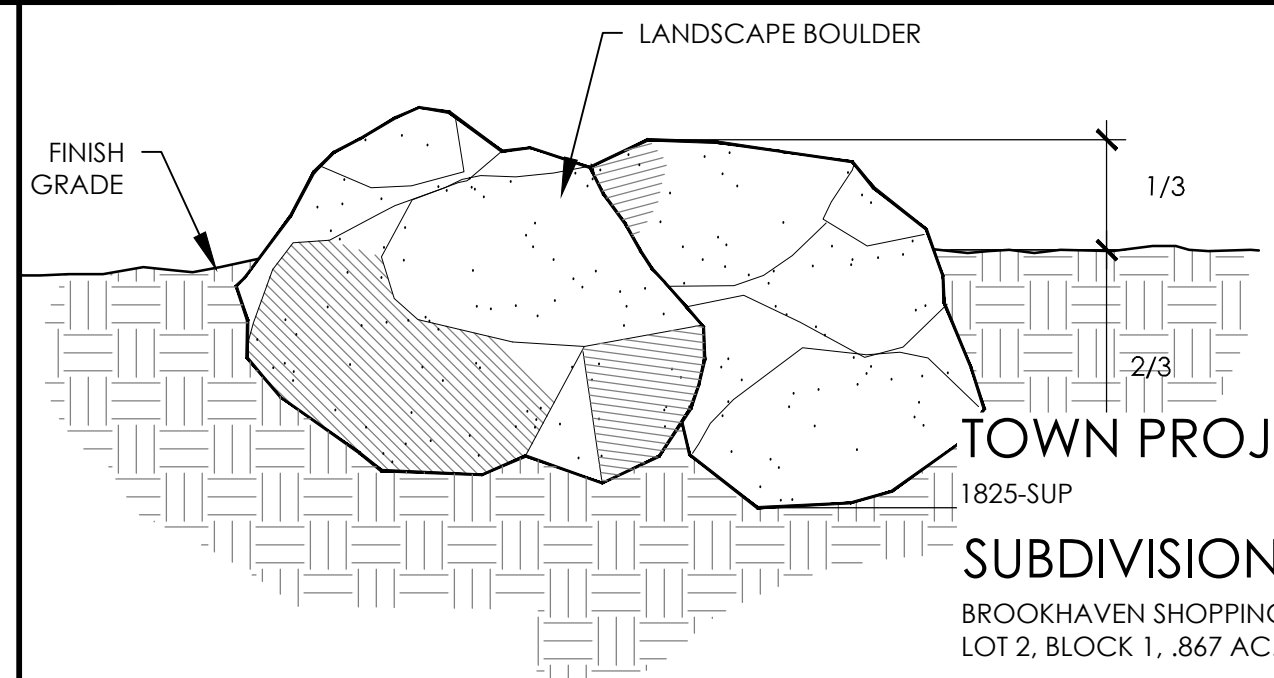 LANDSCAPE BOULDER
FINISH
GRADE
1/3
2/3
TOWN PROJ
1825-SUP
SUBDIVISION
BROOKHAVEN SHOPPING
LOT 2, BLOCK 1, .867 AC.